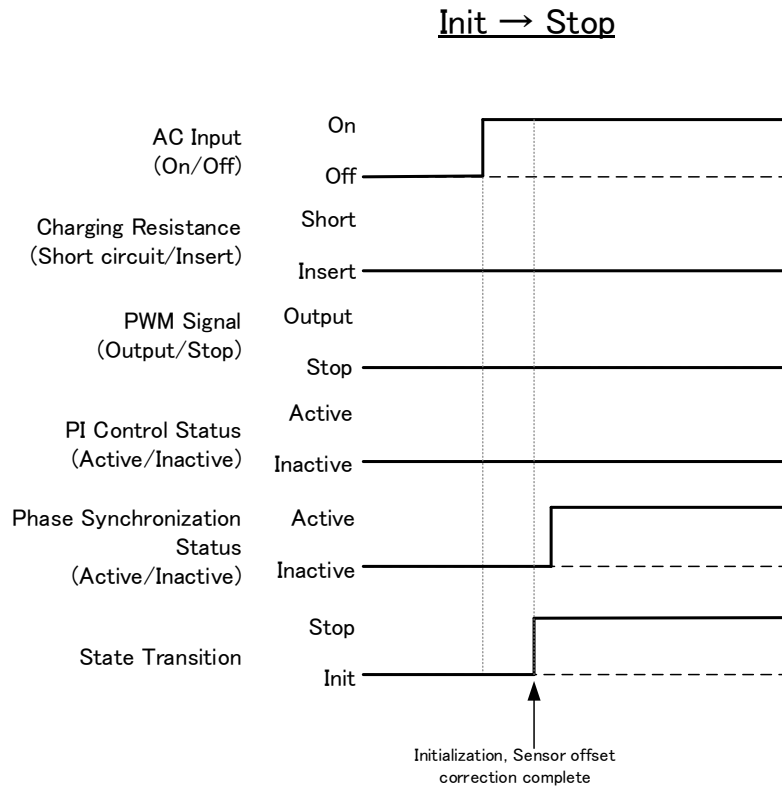 Init → Stop
AC Input
(On/Off)
On
Off
Charging Resistance
(Short circuit/Insert)
Short
Insert
PWM Signal
(Output/Stop)
Output
Stop
PI Control Status
(Active/Inactive)
Active
Inactive
Phase Synchronization
Status
(Active/Inactive)
Active
Inactive
State Transition
Stop
Init
Initialization, Sensor offset
correction complete